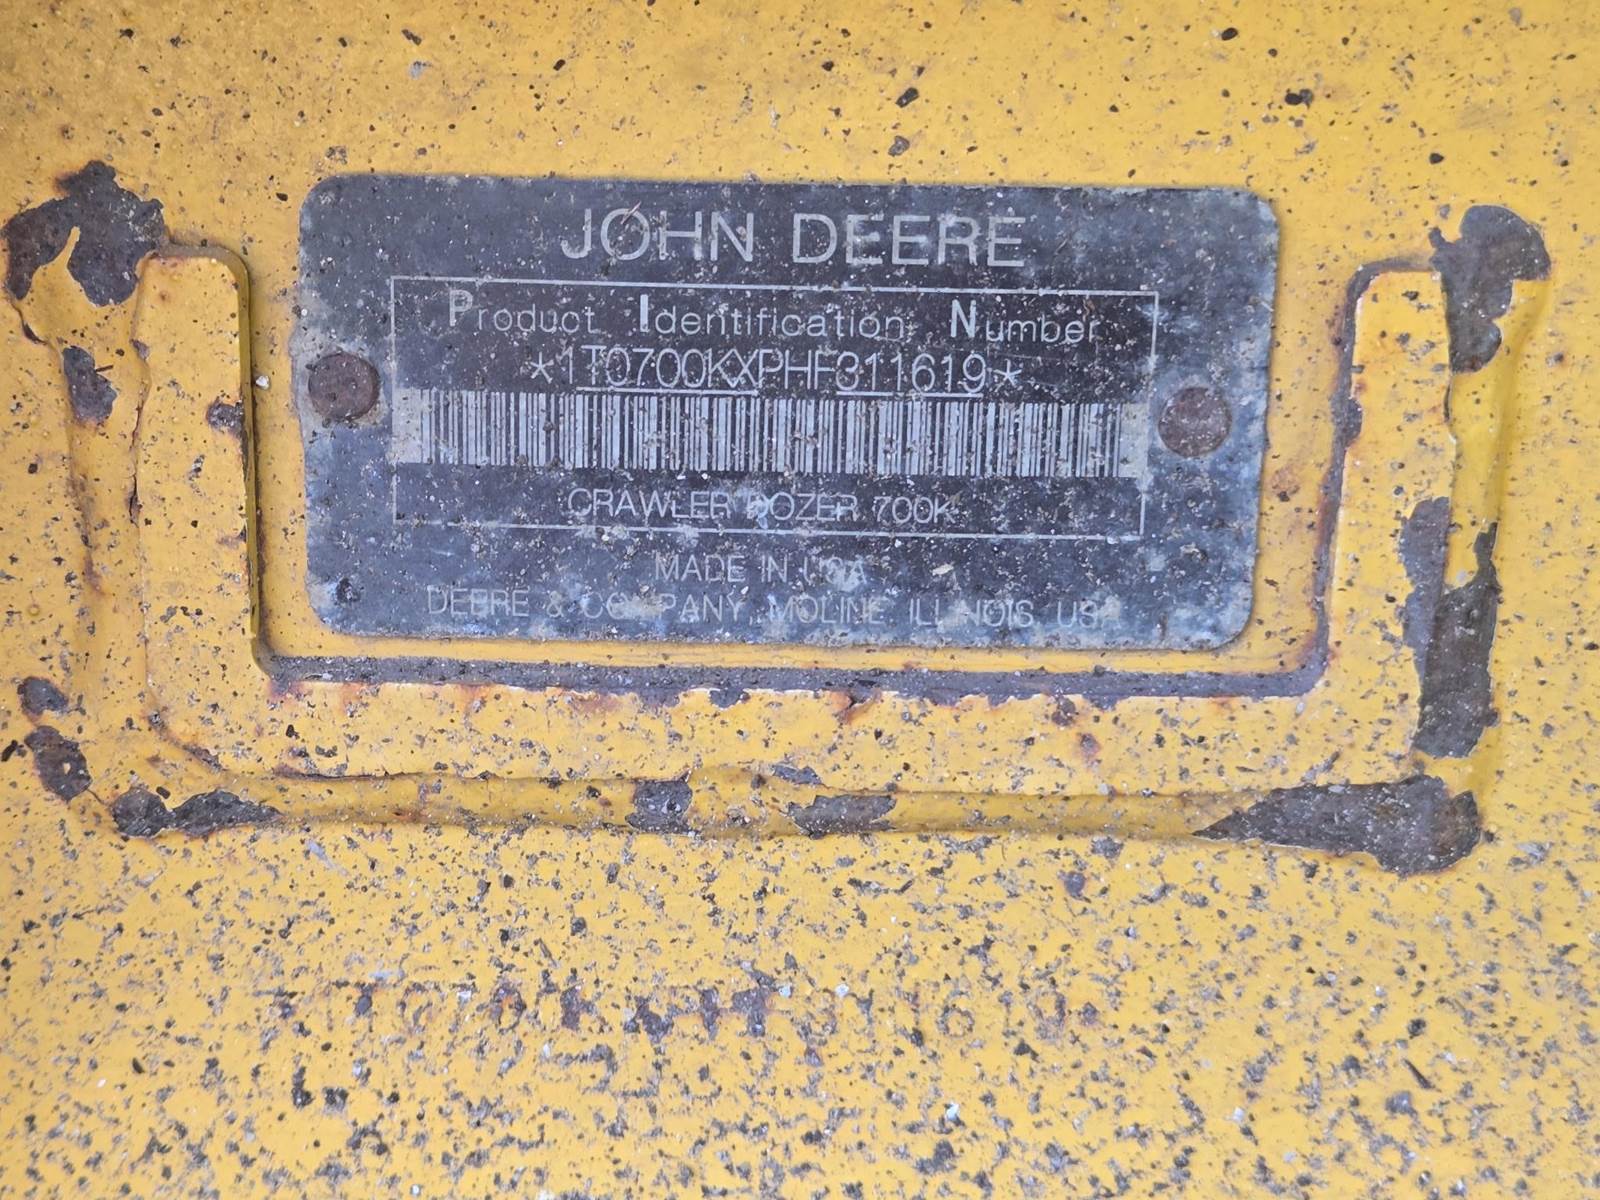 JOHN DEERE
Product Identification Number
*1T0700KXPHF311619*
CRAWLER DOZER 700K
MADE IN USA
DEERE & COMPANY, MOLINE ILLINOIS USA